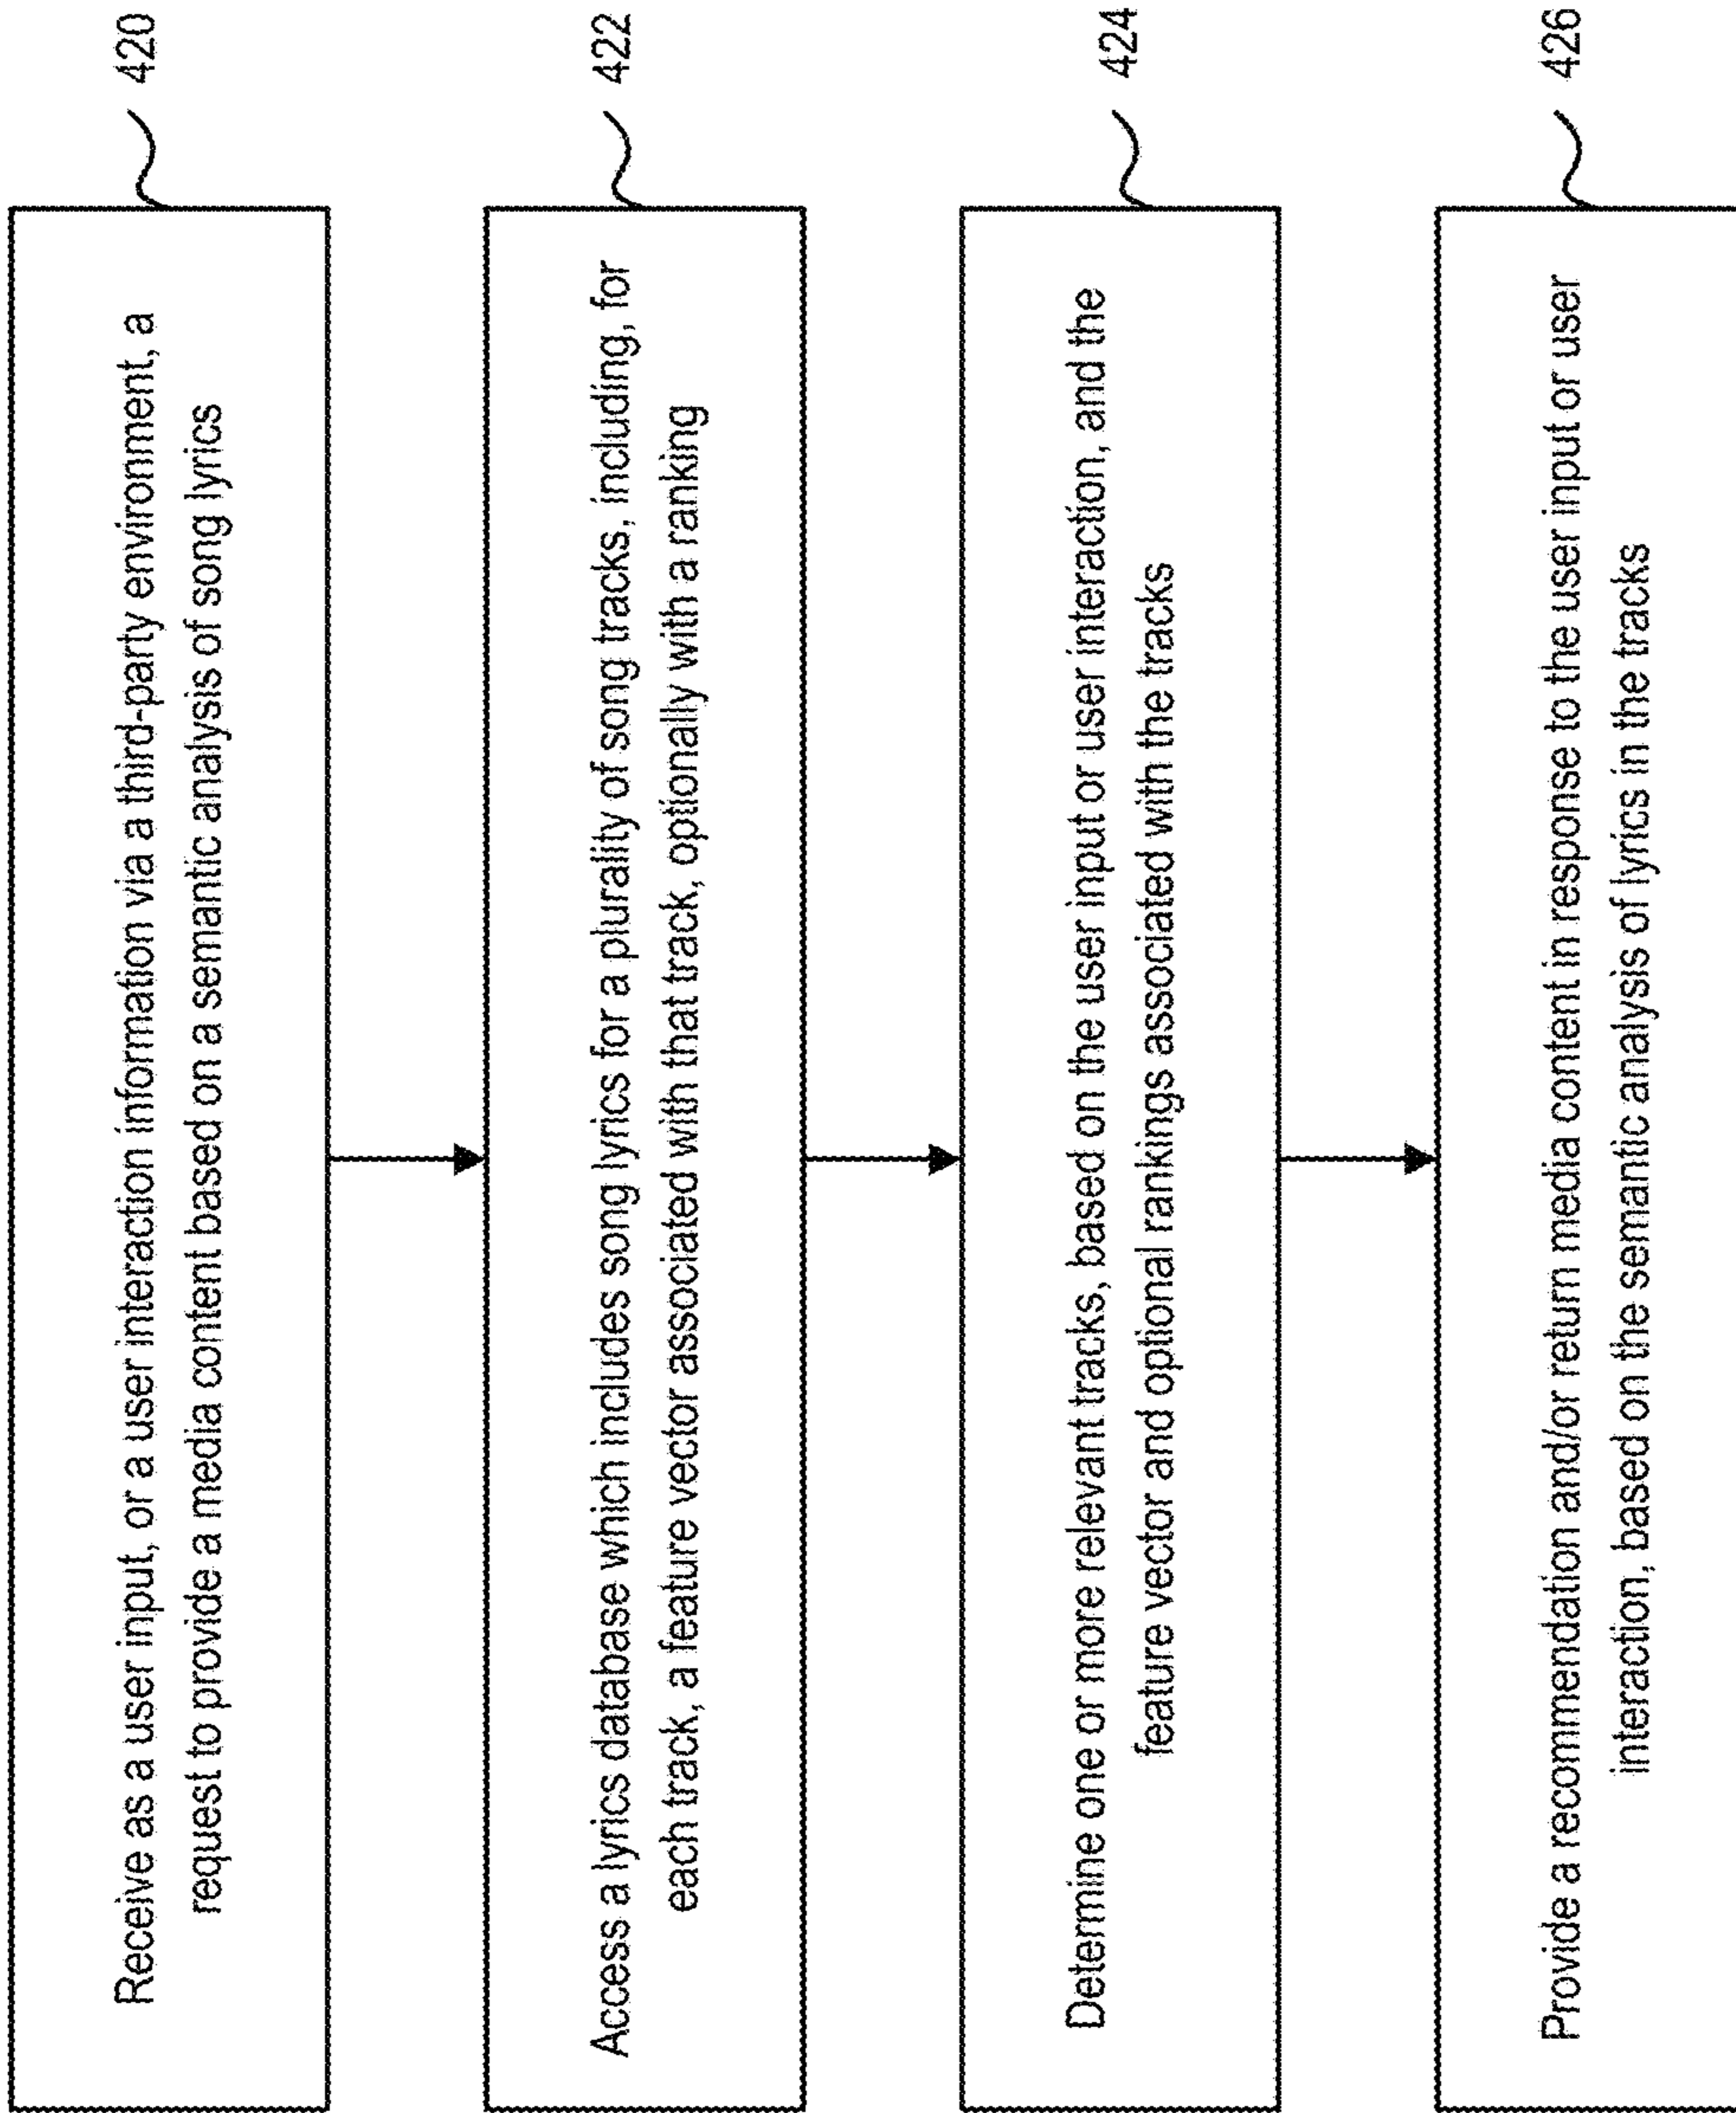 Receive as a user input, or a user interaction information via a third-party environment, a
request to provide a media content based on a semantic analysis of song lyrics
420
Access a lyrics database which includes song lyrics for a plurality of song tracks, including, for
each track, a feature vector associated with that track, optionally with a ranking
422
Determine one or more relevant tracks, based on the user input or user interaction, and the
feature vector and optional rankings associated with the tracks
424
Provide a recommendation and/or return media content in response to the user input or user
interaction, based on the semantic analysis of lyrics in the tracks
426